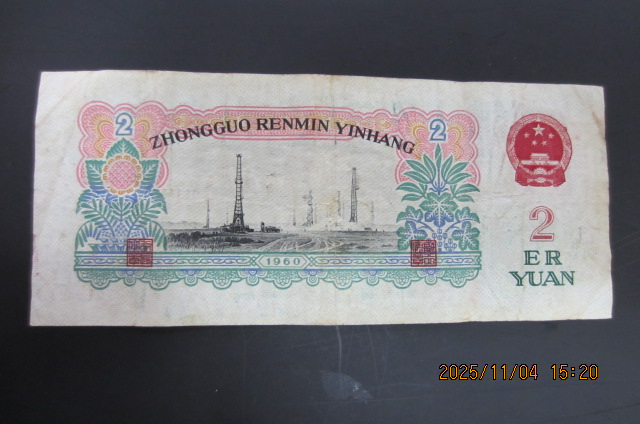 2 2
ZHONGGUO RENMIN YINHANG
2
ER
YUAN
1960
2025/11/04 15:20